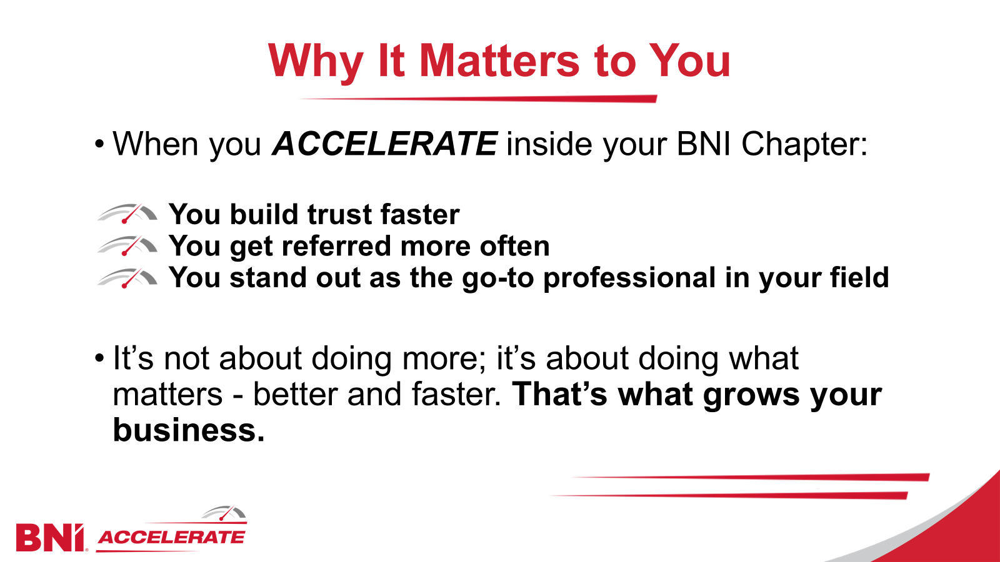 Why It Matters to You
• When you ACCELERATE inside your BNI Chapter:
You build trust faster
You get referred more often
You stand out as the go-to professional in your field
• It’s not about doing more; it’s about doing what
matters - better and faster. That’s what grows your
business.
BNI® ACCELERATE